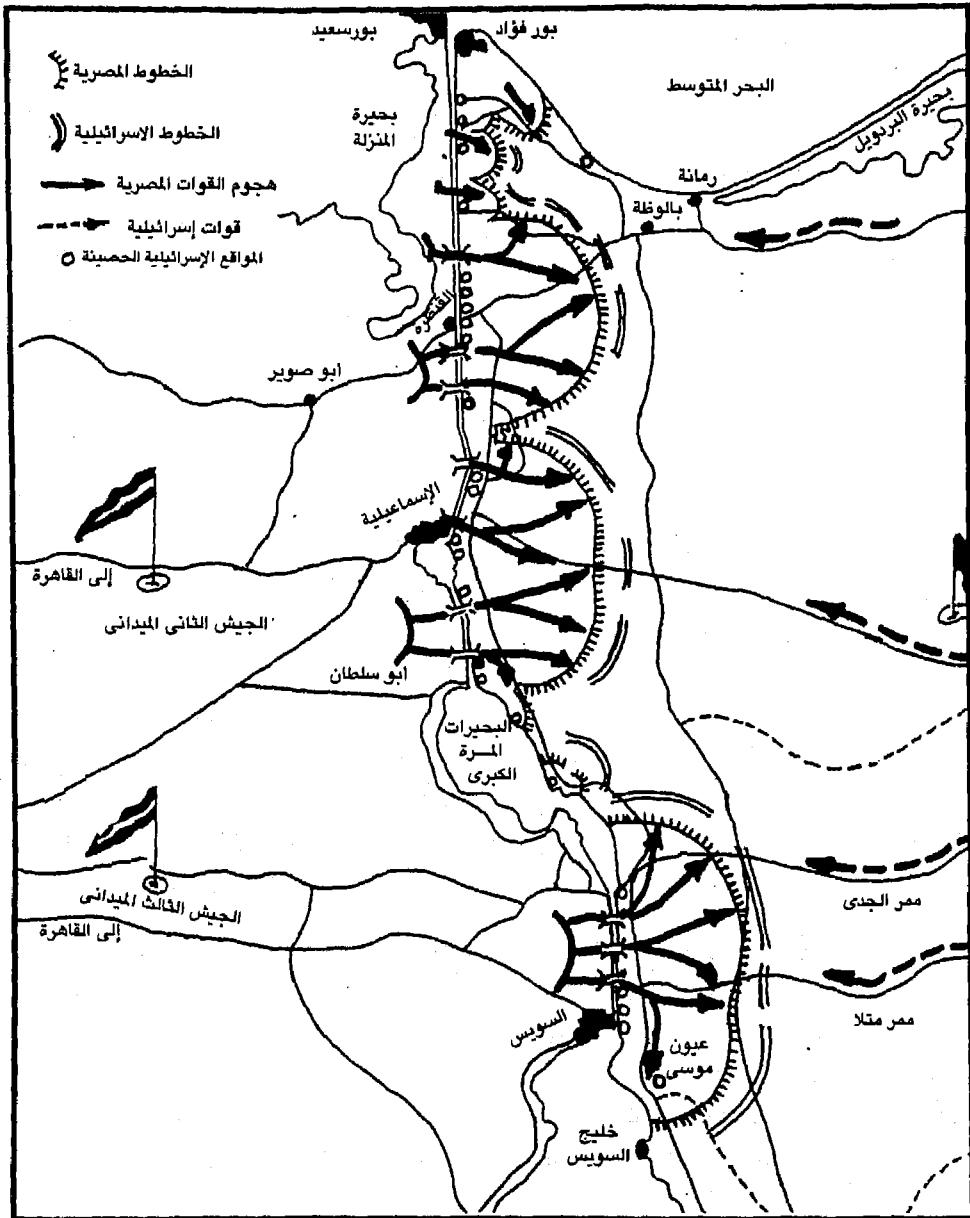 بورسعيد
بور فؤاد
الخطوط المصرية
البحر المتوسط
بحيرة البردويل
بحيرة
المنزلة
الخطوط الإسرائيلية
هجوم القوات المصرية
رمانة
بالوظة
قوات إسرائيلية
المواقع الإسرائيلية الحصينة
القنطرة
ابو صوير
الإسماعيلية
إلى القاهرة
الجيش الثانى الميدانى
أبو سلطان
البحيرات
المرة
الكبرى
الجيش الثالث الميدانى
إلى القاهرة
ممر الجدى
السويس
ممر متلا
عيون
موسى
خليج
السويس